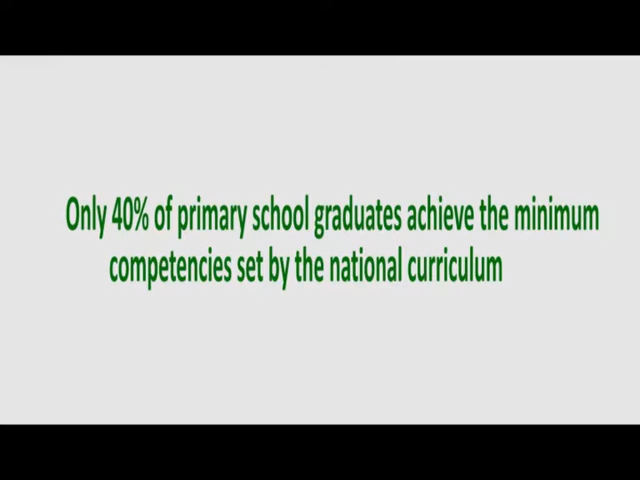 Only 40% of primary school graduates achieve the minimum
competencies set by the national curriculum